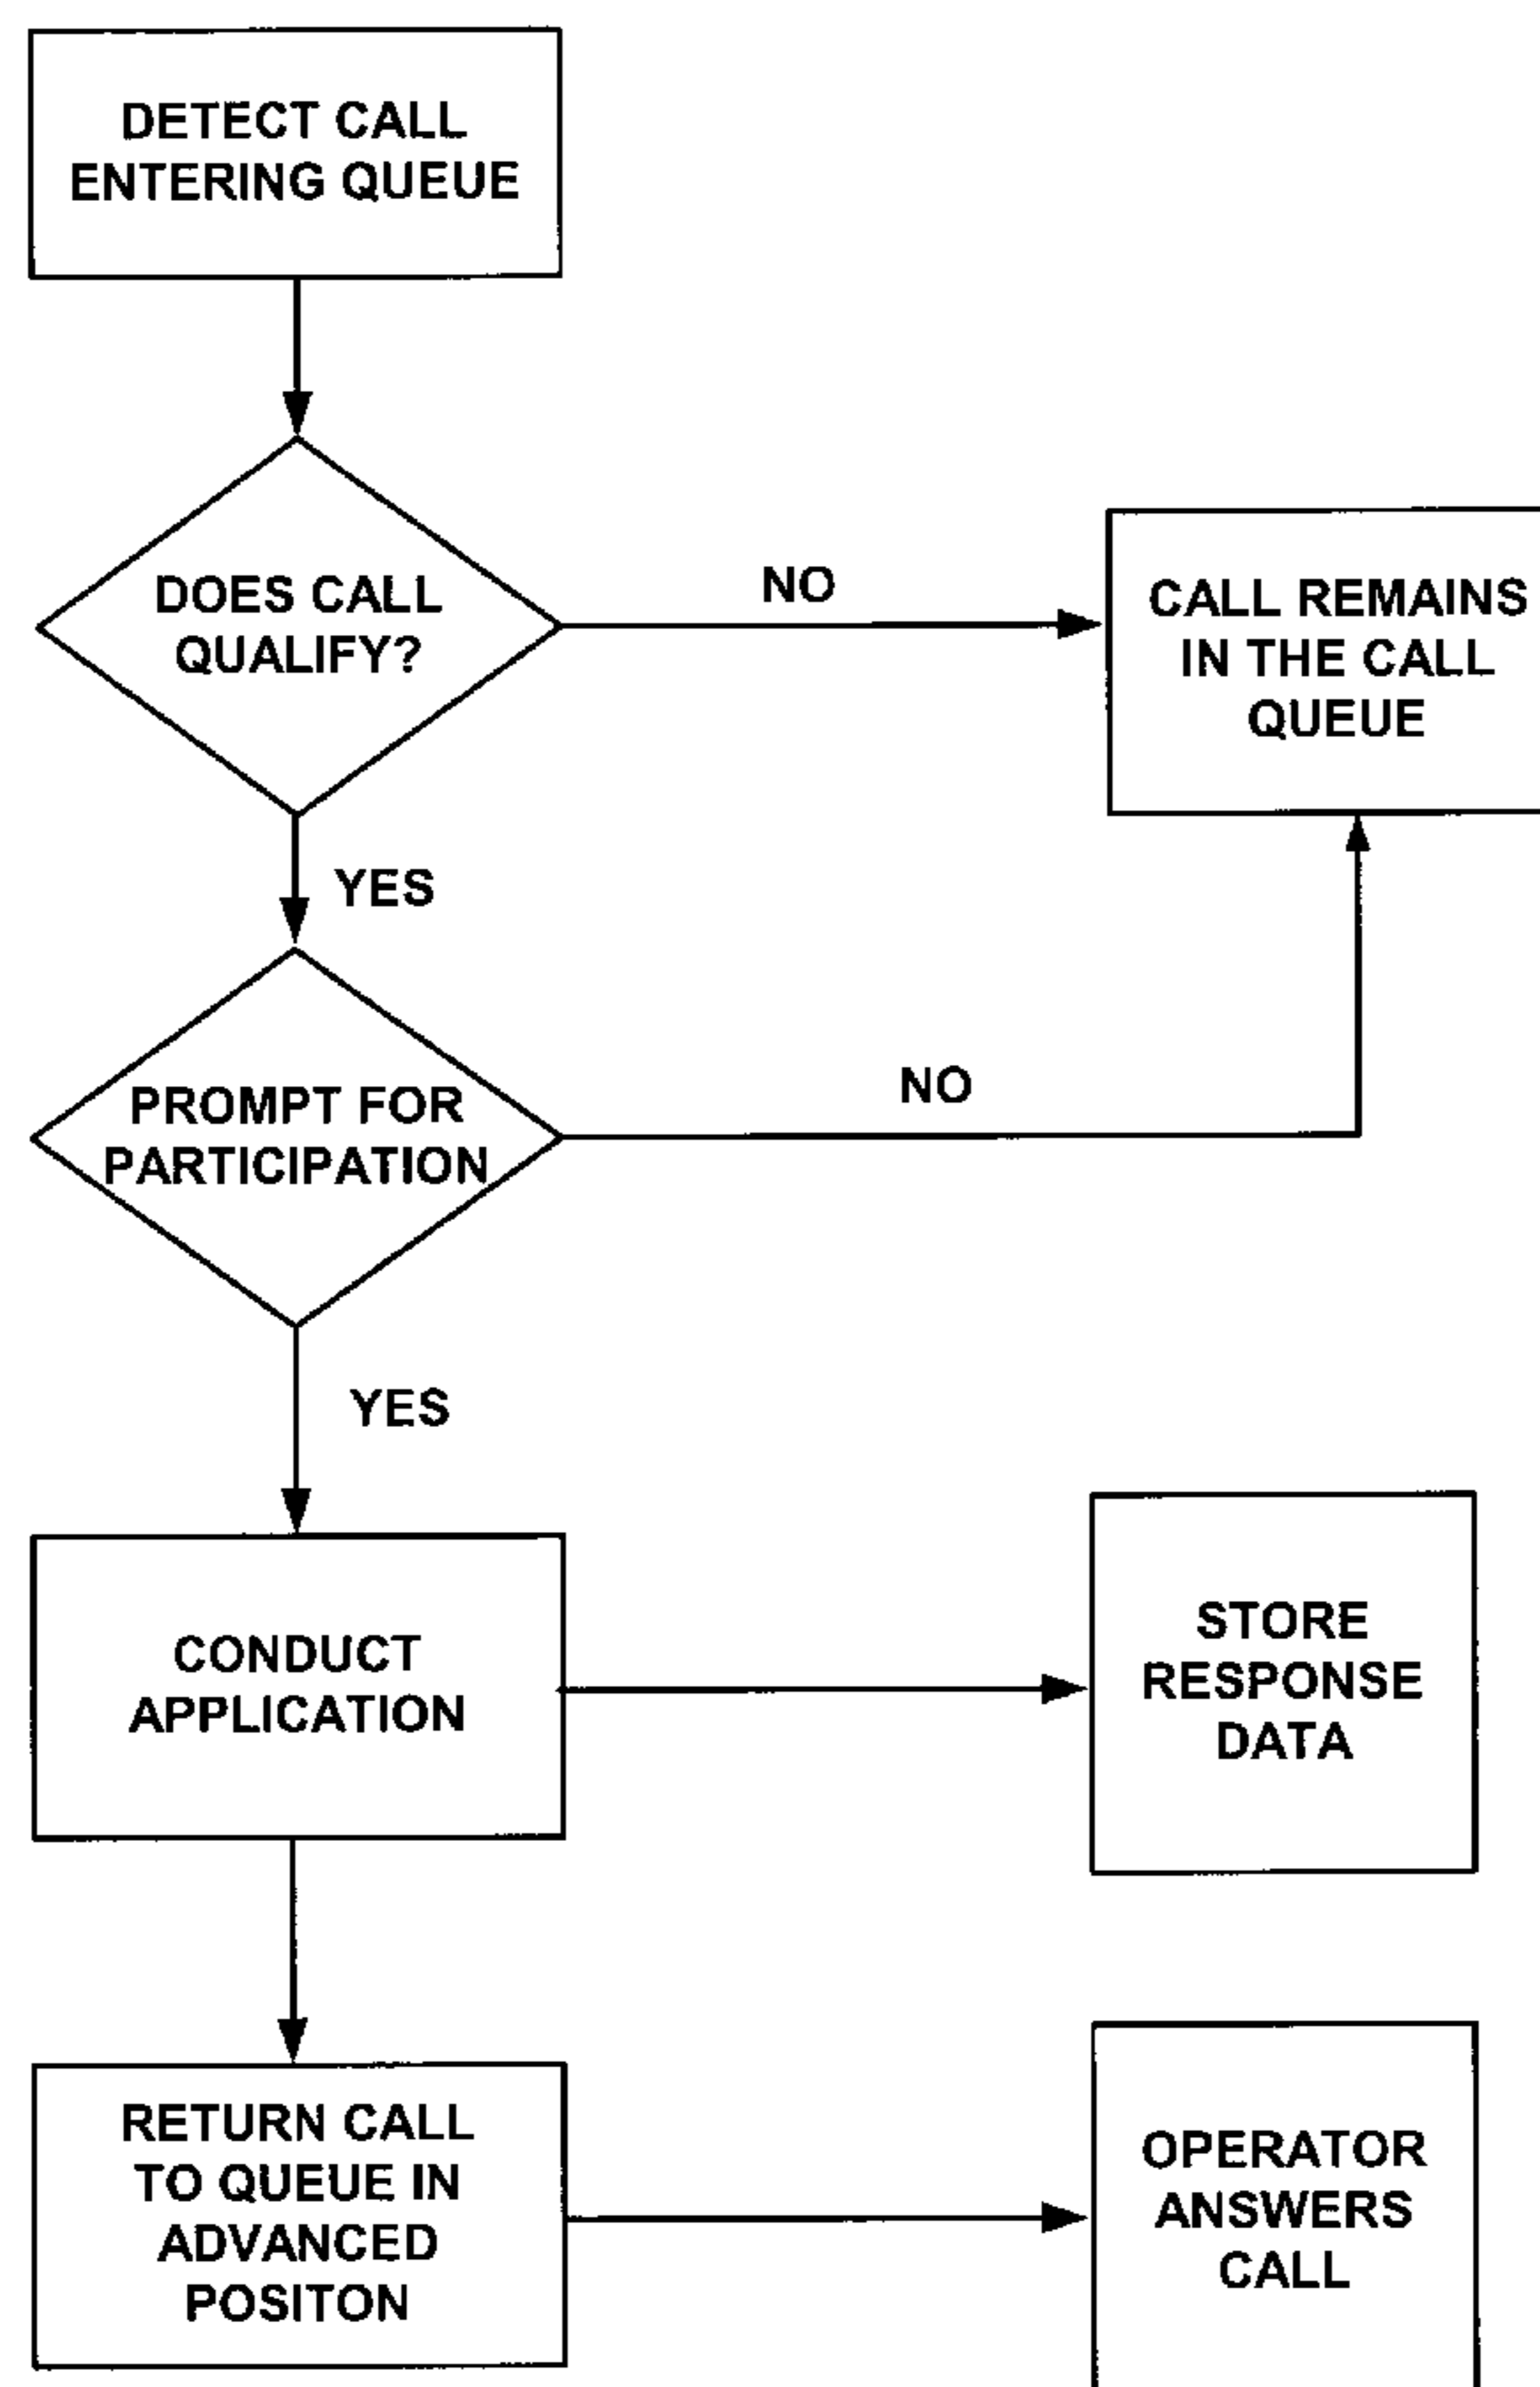 DETECT CALL
ENTERING QUEUE
DOES CALL
QUALIFY?
NO
CALL REMAINS
IN THE CALL
QUEUE
YES
PROMPT FOR
PARTICIPATION
NO
YES
CONDUCT
APPLICATION
STORE
RESPONSE
DATA
RETURN CALL
TO QUEUE IN
ADVANCED
POSITON
OPERATOR
ANSWERS
CALL